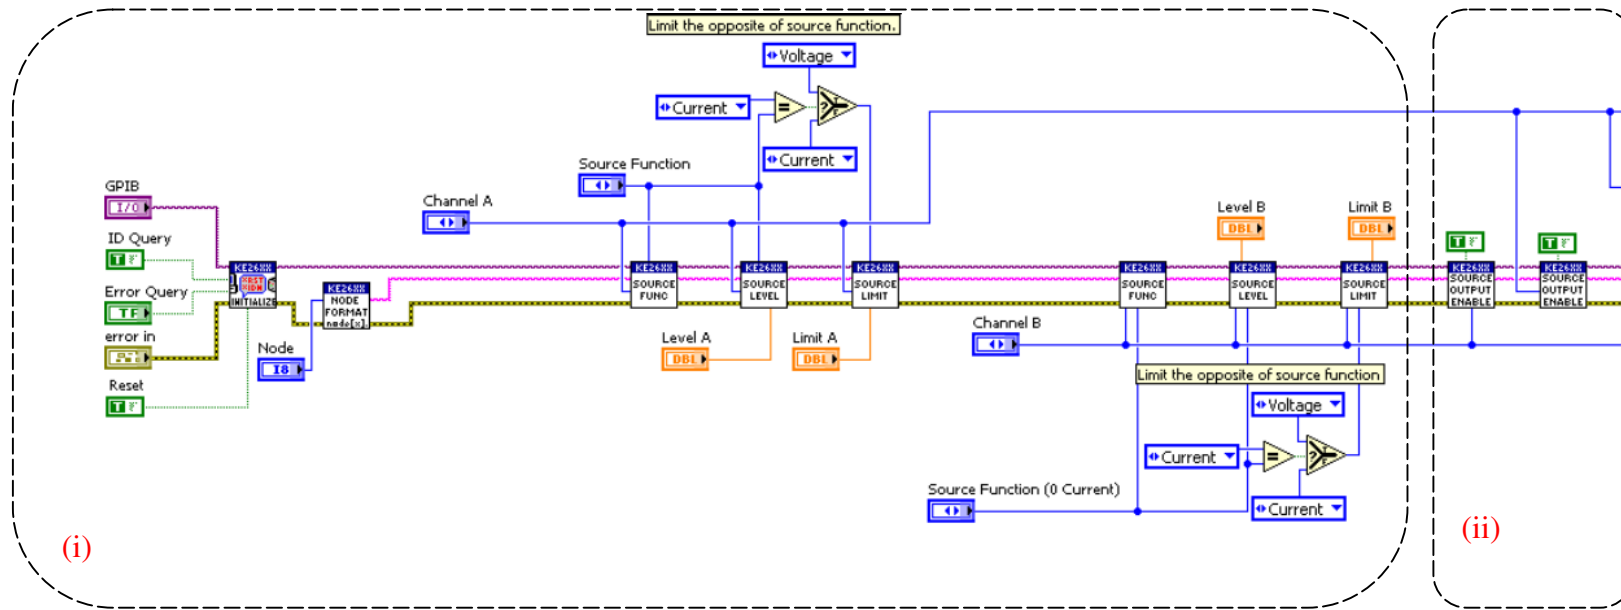 Limit the opposite of source function.
Voltage
Current
=
?
T
F
Current
Source Function
Channel A
GPIB
I/O
ID Query
T F
Error Query
TF
error in
Reset
T F
KE26XX
INITIALIZE
Node
I8
KE26XX
NODE
FORMAT
node[x].
KE26XX
SOURCE
FUNC
KE26XX
SOURCE
LEVEL
KE26XX
SOURCE
LIMIT
Level A
DBL
Limit A
DBL
Channel B
KE26XX
SOURCE
FUNC
Level B
DBL
KE26XX
SOURCE
LEVEL
Limit B
DBL
KE26XX
SOURCE
LIMIT
Limit the opposite of source function
Voltage
Current
=
?
T
F
Current
Source Function (0 Current)
(i)
T F
KE26XX
SOURCE
OUTPUT
ENABLE
T F
KE26XX
SOURCE
OUTPUT
ENABLE
(ii)